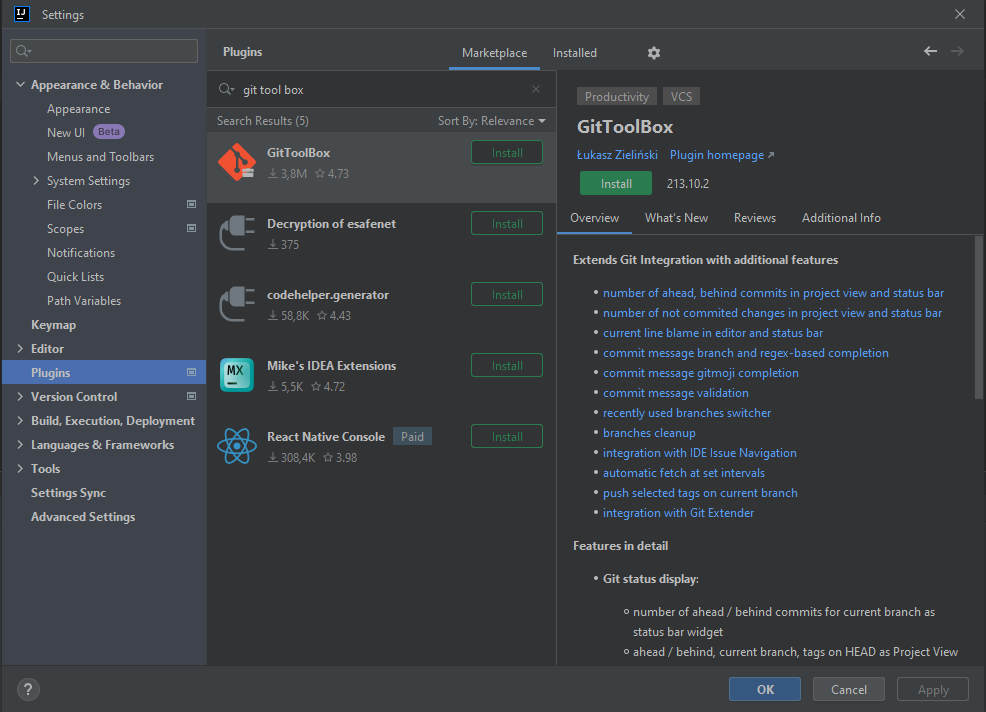 IJ
Settings
Appearance & Behavior
Appearance
New UI Beta
Menus and Toolbars
System Settings
File Colors
Scopes
Notifications
Quick Lists
Path Variables
Keymap
Editor
Plugins
Version Control
Build, Execution, Deployment
Languages & Frameworks
Tools
Settings Sync
Advanced Settings
Plugins
Marketplace
Installed
git tool box
Search Results (5)
Sort By: Relevance
GitToolBox
Install
3,8M 4.73
Decryption of esafenet
Install
375
codehelper.generator
Install
58,8K 4.43
MX
Mike's IDEA Extensions
Install
5,5K 4.72
React Native Console Paid
Install
308,4K 3.98
Productivity VCS
GitToolBox
Łukasz Zieliński Plugin homepage ↗
Install 213.10.2
Overview What's New Reviews Additional Info
Extends Git Integration with additional features
• number of ahead, behind commits in project view and status bar
• number of not commited changes in project view and status bar
• current line blame in editor and status bar
• commit message branch and regex-based completion
• commit message gitmoji completion
• commit message validation
• recently used branches switcher
• branches cleanup
• integration with IDE Issue Navigation
• automatic fetch at set intervals
• push selected tags on current branch
• integration with Git Extender
Features in detail
• Git status display:
number of ahead / behind commits for current branch as
status bar widget
ahead / behind, current branch, tags on HEAD as Project View
?
OK
Cancel
Apply